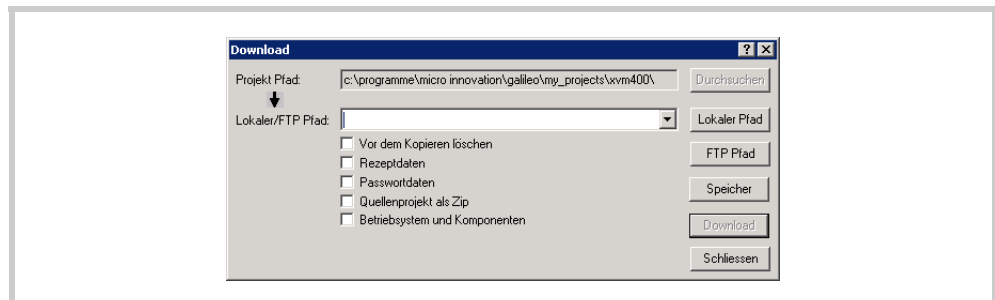 Download
Projekt Pfad: c:\programme\micro innovation\galileo\my_projects\xvm400\ Durchsuchen
Lokaler/FTP Pfad: Lokaler Pfad
Vor dem Kopieren löschen
FTP Pfad
Rezeptdaten
Passwortdaten
Speicher
Quellenprojekt als Zip
Betriebsystem und Komponenten
Download
Schliessen